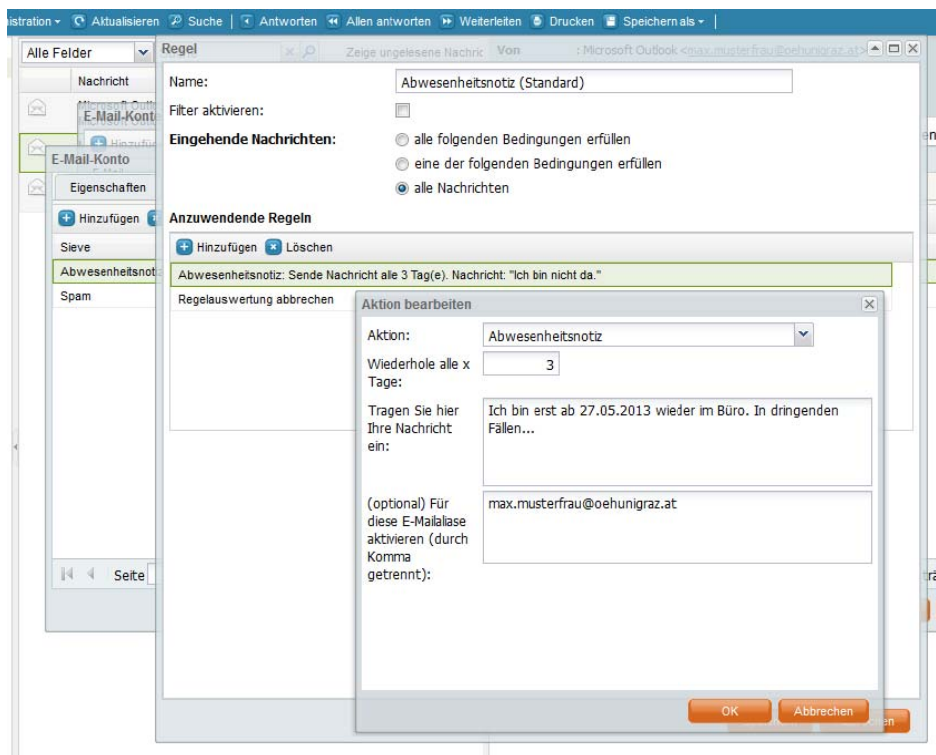 istration
Aktualisieren
Suche
Antworten
Allen antworten
Weiterleiten
Drucken
Speichern als
Alle Felder
Nachricht
Microsoft Outl
E-Mail-Kont
Hinzufü
E-Mail-Konto
Eigenschaften
Hinzufügen
Sieve
Abwesenheitsnoti
Spam
Seite
Regel
Zeige ungelesene Nachric
Von
: Microsoft Outlook <max.musterfrau@oehunigraz.at>
Name:
Abwesenheitsnotiz (Standard)
Filter aktivieren:
Eingehende Nachrichten:
alle folgenden Bedingungen erfüllen
eine der folgenden Bedingungen erfüllen
alle Nachrichten
Anzuwendende Regeln
Hinzufügen
Löschen
Abwesenheitsnotiz: Sende Nachricht alle 3 Tag(e). Nachricht: "Ich bin nicht da."
Regelauswertung abbrechen
Aktion bearbeiten
Aktion:
Abwesenheitsnotiz
Wiederhole alle x
Tage:
3
Tragen Sie hier
Ihre Nachricht
ein:
Ich bin erst ab 27.05.2013 wieder im Büro. In dringenden
Fällen...
(optional) Für
diese E-Mailaliase
aktivieren (durch
Komma
getrennt):
max.musterfrau@oehunigraz.at
OK
Abbrechen